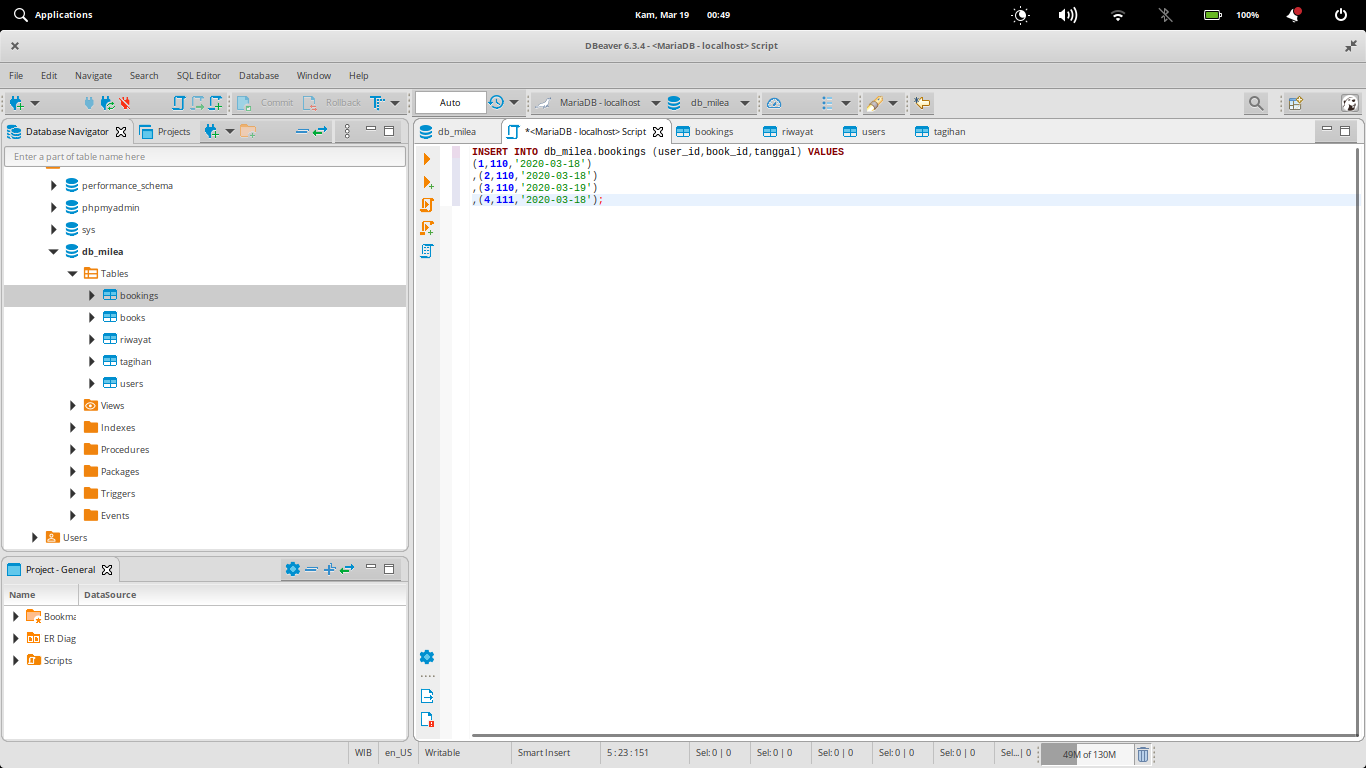 Applications
Kam, Mar 19 00:49
100%
DBeaver 6.3.4 - <MariaDB - localhost> Script
File Edit Navigate Search SQL Editor Database Window Help
Commit Rollback Auto MariaDB - localhost db_milea
Database Navigator Projects
Enter a part of table name here
performance_schema
phpmyadmin
sys
db_milea
Tables
bookings
books
riwayat
tagihan
users
Views
Indexes
Procedures
Packages
Triggers
Events
Users
Project - General
Name DataSource
Bookma
ER Diag
Scripts
db_milea *<MariaDB - localhost> Script bookings riwayat users tagihan
INSERT INTO db_milea.bookings (user_id,book_id,tanggal) VALUES
(1,110,'2020-03-18')
,(2,110,'2020-03-18')
,(3,110,'2020-03-19')
,(4,111,'2020-03-18');
WIB en_US Writable Smart Insert 5 : 23 : 151 Sel: 0 | 0 Sel: 0 | 0 Sel: 0 | 0 Sel: 0 | 0 Sel: 0 | 0 Sel...| 0 49M of 130M